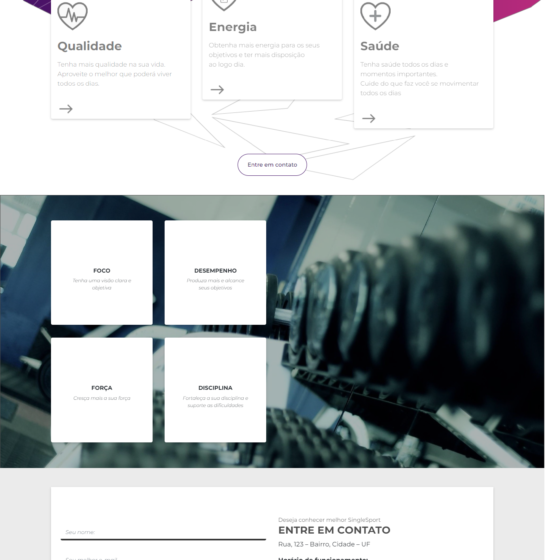 Qualidade
Tenha mais qualidade na sua vida.
Aproveite o melhor que poderá viver
todos os dias.
Energia
Obtenha mais energia para os seus
objetivos e ter mais disposição
ao logo dia.
Saúde
Tenha saúde todos os dias e
momentos importantes.
Cuida do que faz você se movimentar
todos os dias
Entre em contato
FOCO
Tenha uma visão clara e
objetiva
DESEMPENHO
Produza mais e alcance
seus objetivos
FORÇA
Cresça mais a sua força
DISCIPLINA
Fortaleça a sua disciplina e
suporte as dificuldades
Seu nome
Seu melhor e-mail
Deseja conhecer melhor SingleSport
ENTRE EM CONTATO
Rua, 123 – Bairro, Cidade – UF
Horário de funcionamento: